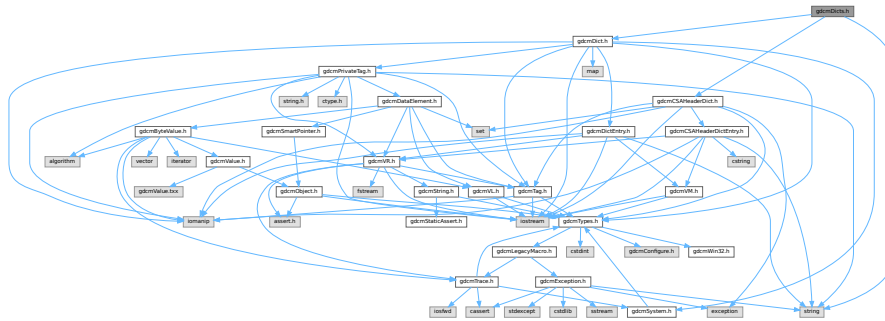 gdcmDicts.h
gdcmDict.h
gdcmPrivateTag.h
map
string.h
ctype.h
gdcmDataElement.h
gdcmCSAHeaderDict.h
gdcmByteValue.h
gdcmSmartPointer.h
set
gdcmDictEntry.h
gdcmCSAHeaderDictEntry.h
algorithm
vector
iterator
gdcmValue.h
gdcmVR.h
cstring
gdcmValue.txx
gdcmObject.h
fstream
gdcmString.h
gdcmVL.h
gdcmTag.h
gdcmVM.h
iomanip
assert.h
gdcmStaticAssert.h
iostream
gdcmTypes.h
gdcmLegacyMacro.h
cstdint
gdcmConfigure.h
gdcmWin32.h
gdcmTrace.h
gdcmException.h
iosfwd
cassert
stdexcept
cstdlib
sstream
gdcmSystem.h
exception
string